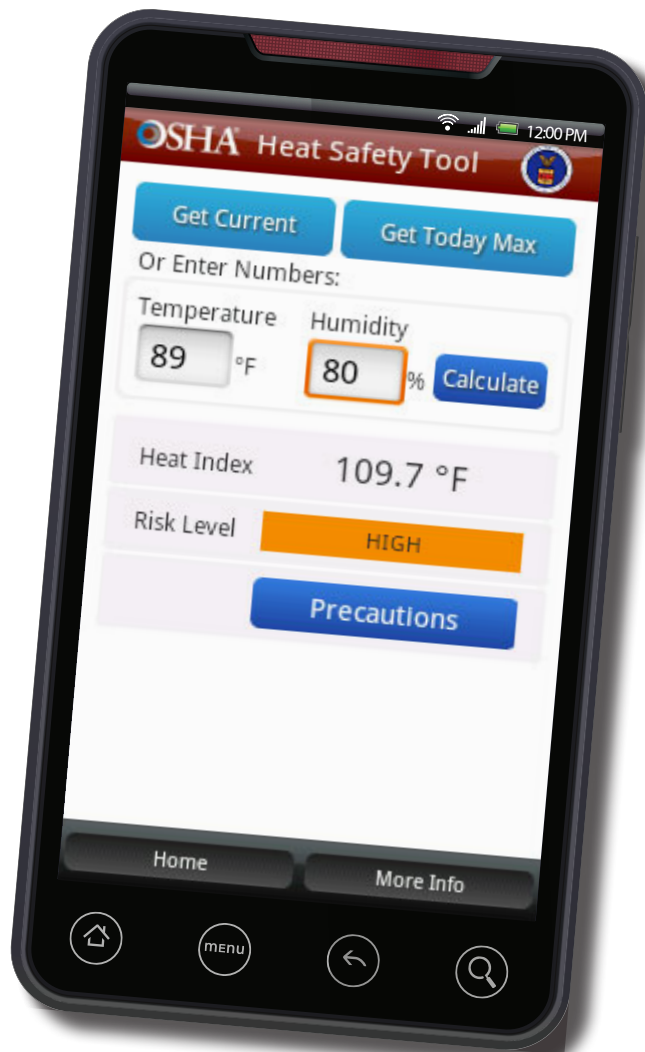 12:00 PM
OSHA® Heat Safety Tool
Get Current Get Today Max
Or Enter Numbers:
Temperature Humidity
89 °F 80 % Calculate
Heat Index 109.7 °F
Risk Level HIGH
Precautions
Home More Info
MENU